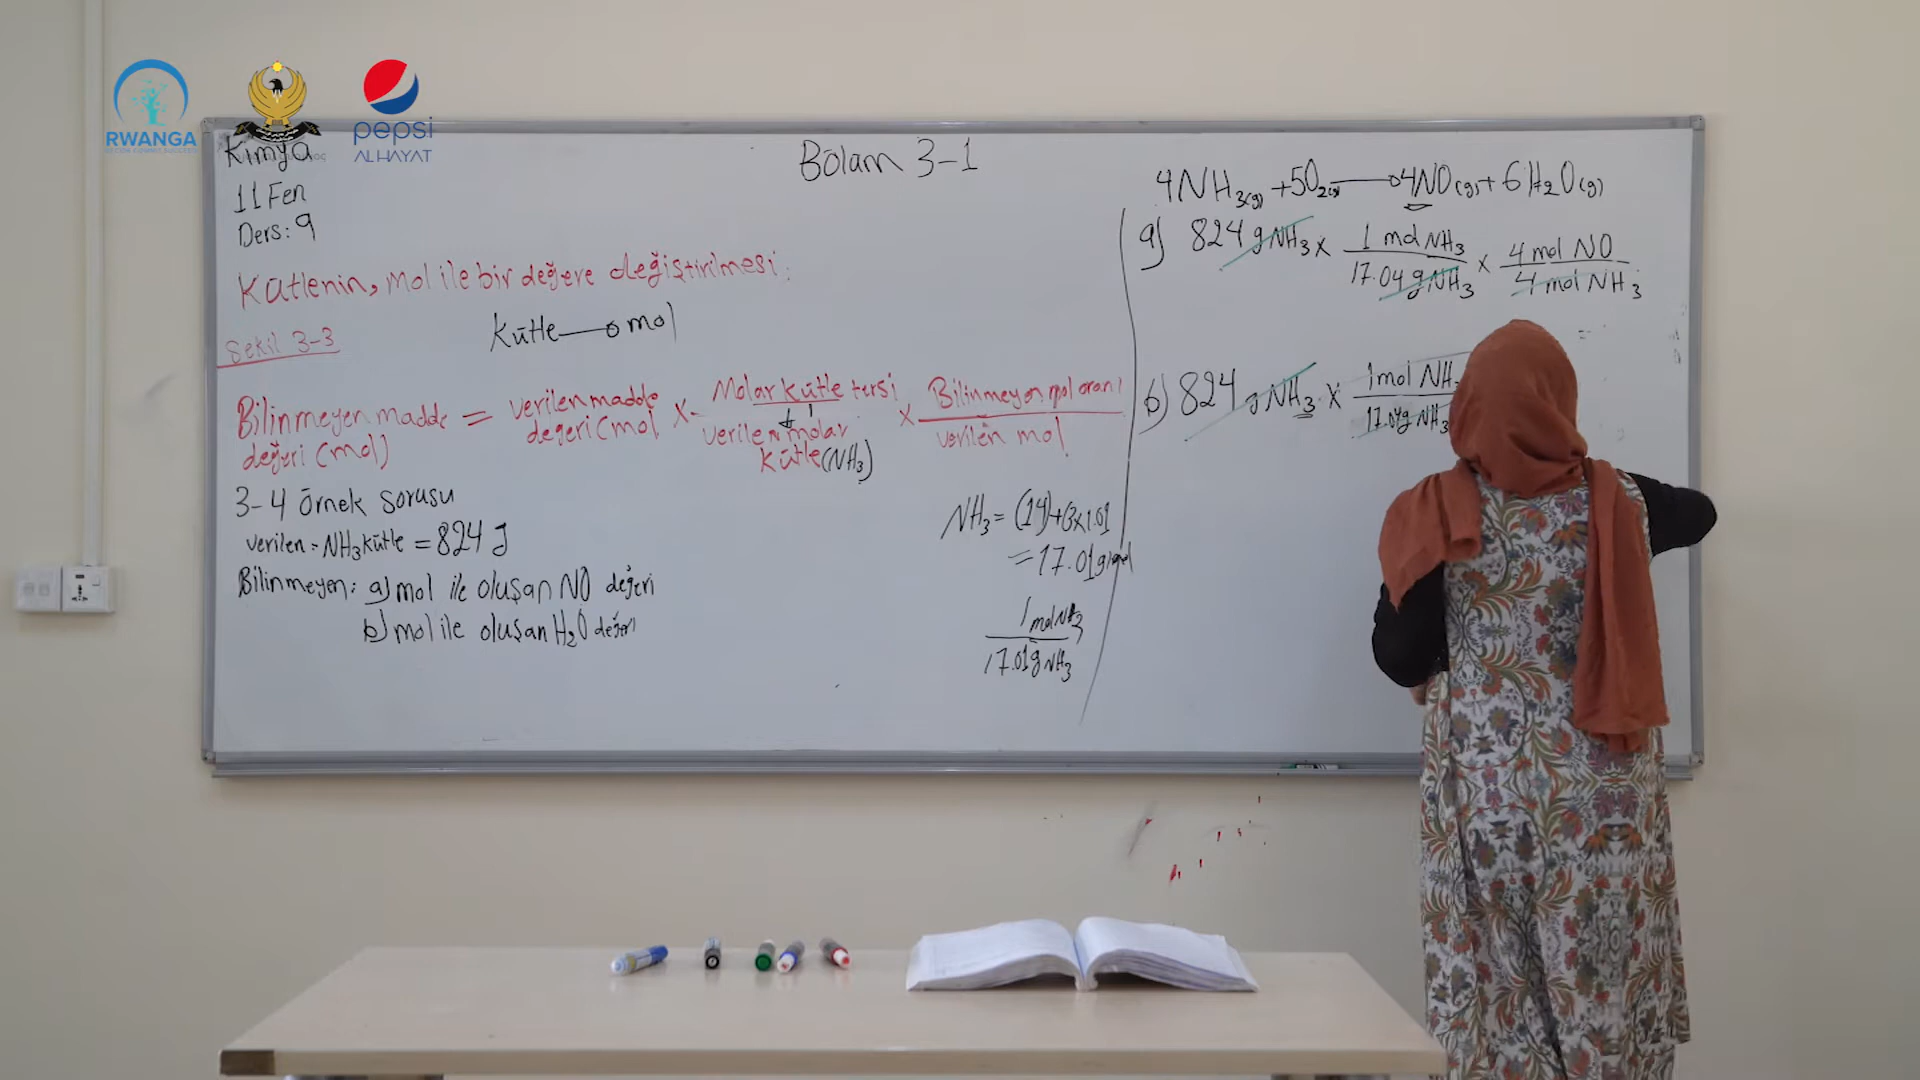 RWANGA
pepsi
ALHAYAT
Kimya
11 Fen
Ders: 9
Bölüm 3-1
Kütlenin, mol ile bir değere değiştirilmesi:
Kütle → mol
Şekil 3-3
Bilinmeyen madde değeri (mol) = verilen madde değeri (mol × Molar kütle tersi / verilen molar kütle (NH₃) × Bilinmeyen mol oranı / verilen mol
3-4 Örnek sorusu
verilen = NH₃ kütle = 824 g
Bilinmeyen: a) mol ile oluşan NO değeri
b) mol ile oluşan H₂O değeri
NH₃ = (14)+(3×1.01
= 17.01 g/mol
1 mol NH₃ / 17.01 g NH₃
4NH₃(g) + 5O₂(g) → 4NO(g) + 6H₂O(g)
a) 824 g NH₃ × 1 mol NH₃ / 17.04 g NH₃ × 4 mol NO / 4 mol NH₃
b) 824 g NH₃ × 1 mol NH₃ / 17.04 g NH₃